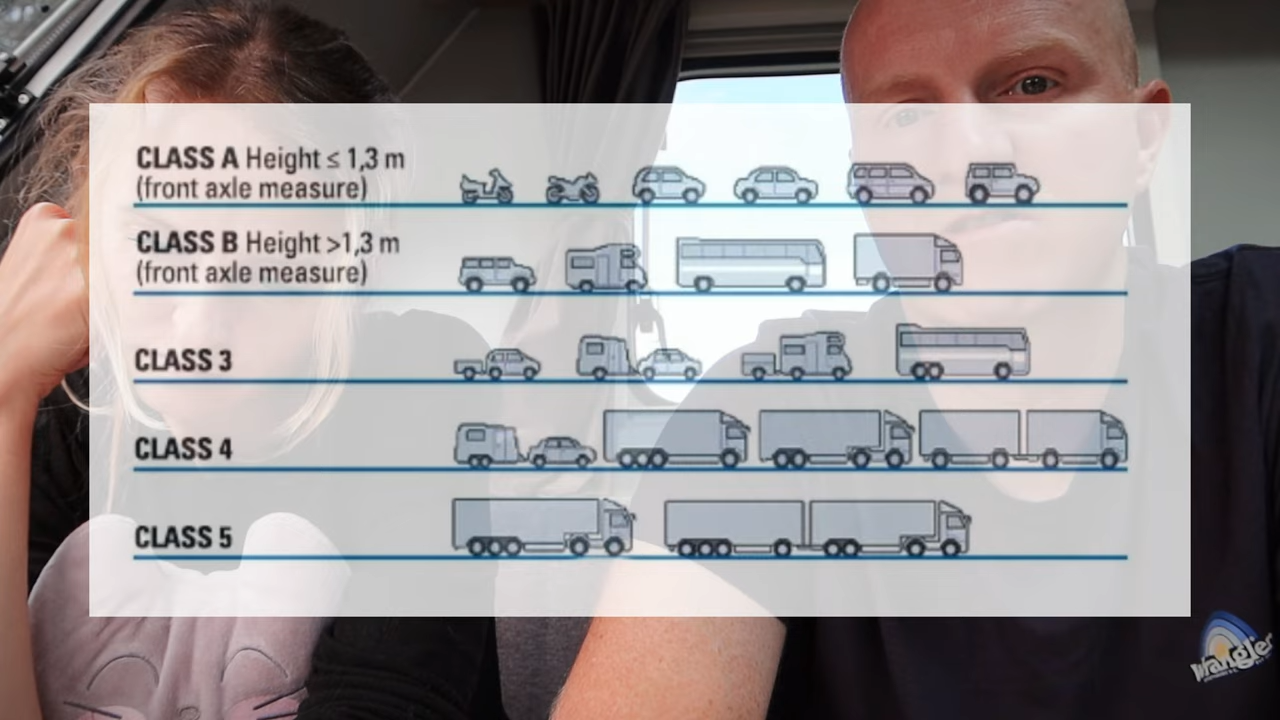 CLASS A Height ≤ 1,3 m
(front axle measure)
CLASS B Height >1,3 m
(front axle measure)
CLASS 3
CLASS 4
CLASS 5
Wrangler